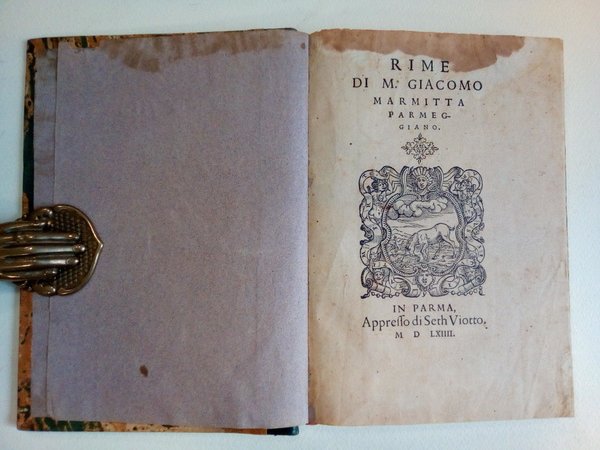 RIME
DI M. GIACOMO
MARMITTA
PARMEG-
GIANO.
IN PARMA,
Appreſſo di Seth Viotto,
M D LXIIII.